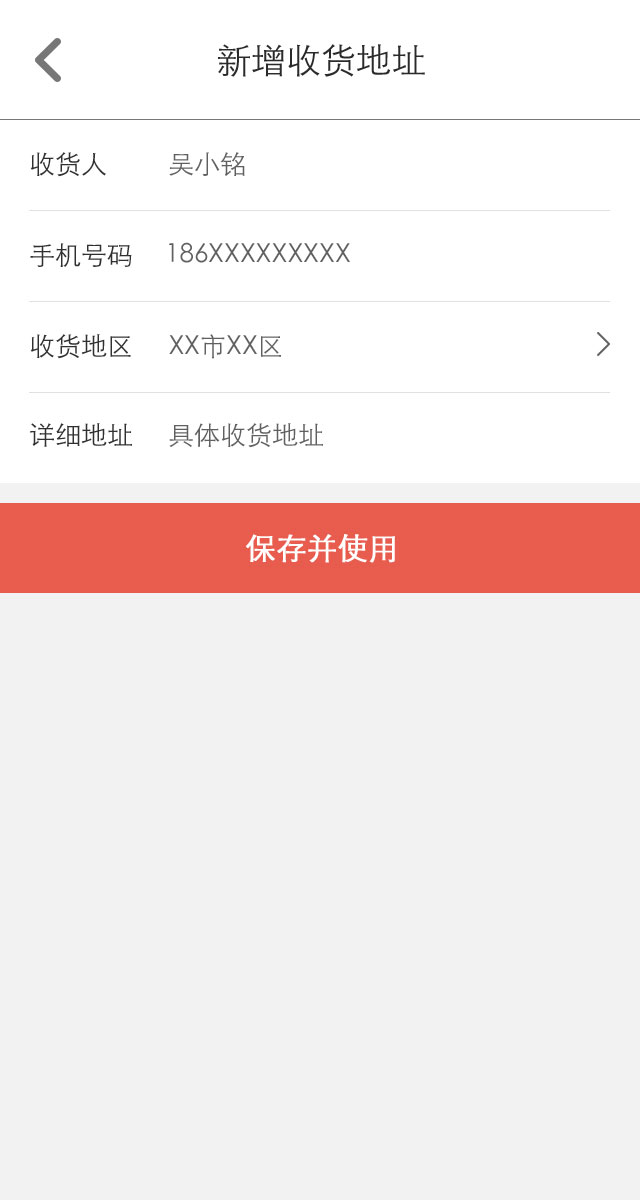 新增收货地址
收货人 吴小铭
手机号码 186XXXXXXXXX
收货地区 XX市XX区
详细地址 具体收货地址
保存并使用